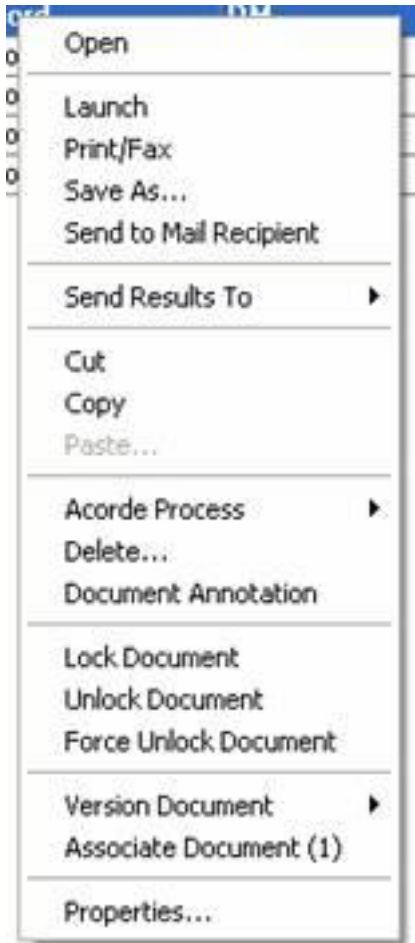 Open
Launch
Print/Fax
Save As...
Send to Mail Recipient
Send Results To
Cut
Copy
Paste...
Acorde Process
Delete...
Document Annotation
Lock Document
Unlock Document
Force Unlock Document
Version Document
Associate Document (1)
Properties...